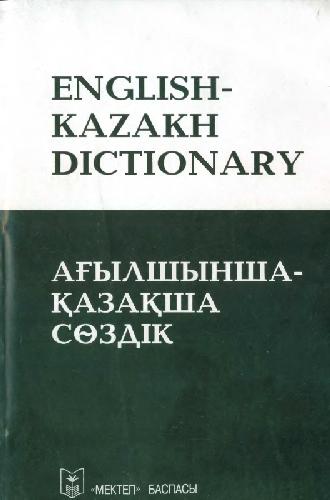 ENGLISH-
KAZAKH
DICTIONARY
АҒЫЛШЫНША-
ҚАЗАҚША
СӨЗДІК
«МЕКТЕП» БАСПАСЫ